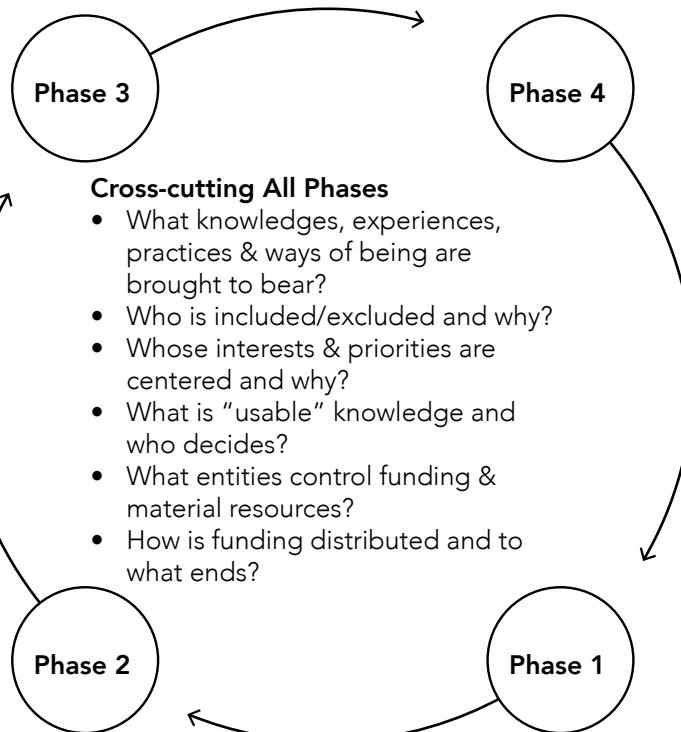 Phase 3
Phase 4
Cross-cutting All Phases
• What knowledges, experiences,
practices & ways of being are
brought to bear?
• Who is included/excluded and why?
• Whose interests & priorities are
centered and why?
• What is “usable” knowledge and
who decides?
• What entities control funding &
material resources?
• How is funding distributed and to
what ends?
Phase 2
Phase 1